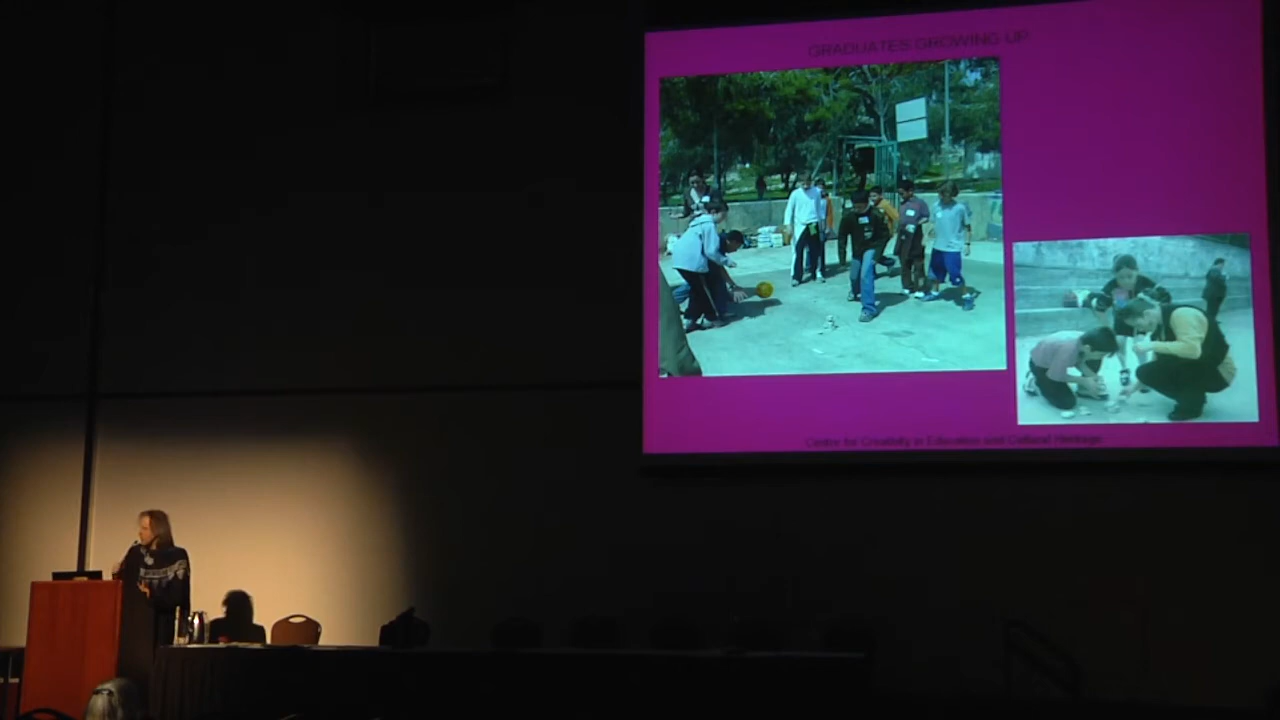 GRADUATES GROWING UP
Centre for Creativity in Education and Cultural Heritage